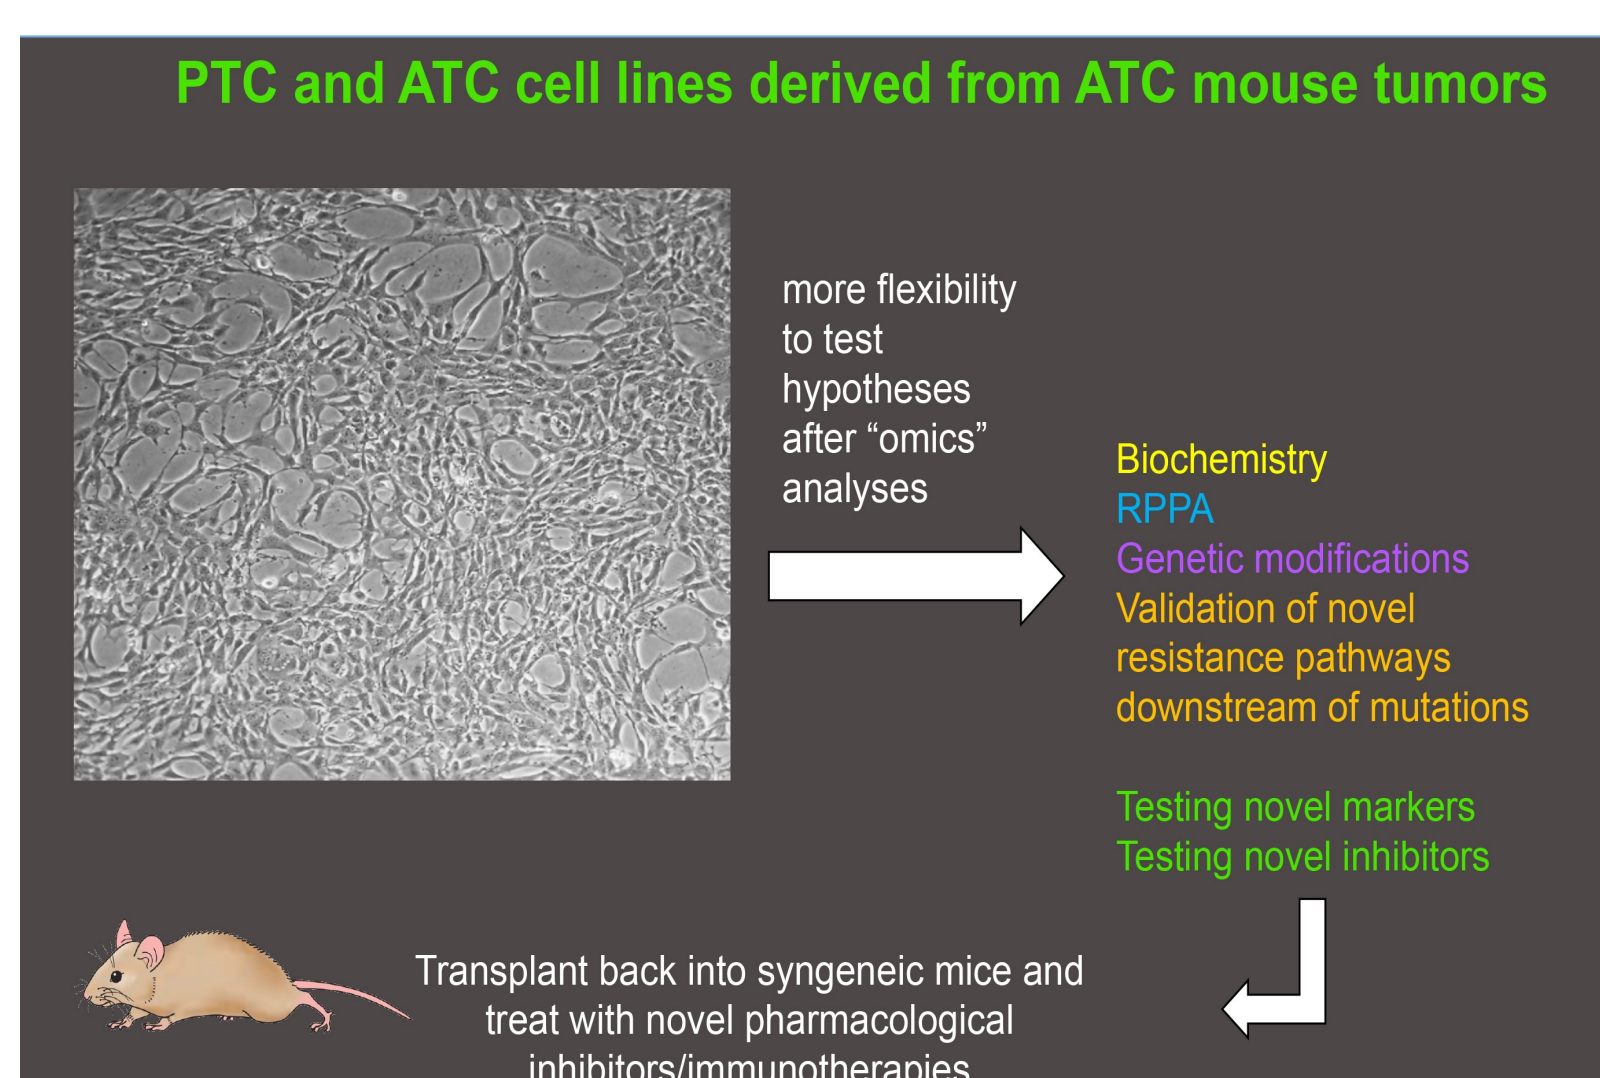 PTC and ATC cell lines derived from ATC mouse tumors
more flexibility
to test
hypotheses
after “omics”
analyses
Biochemistry
RPPA
Genetic modifications
Validation of novel
resistance pathways
downstream of mutations
Testing novel markers
Testing novel inhibitors
Transplant back into syngeneic mice and
treat with novel pharmacological
inhibitors/immunotherapies